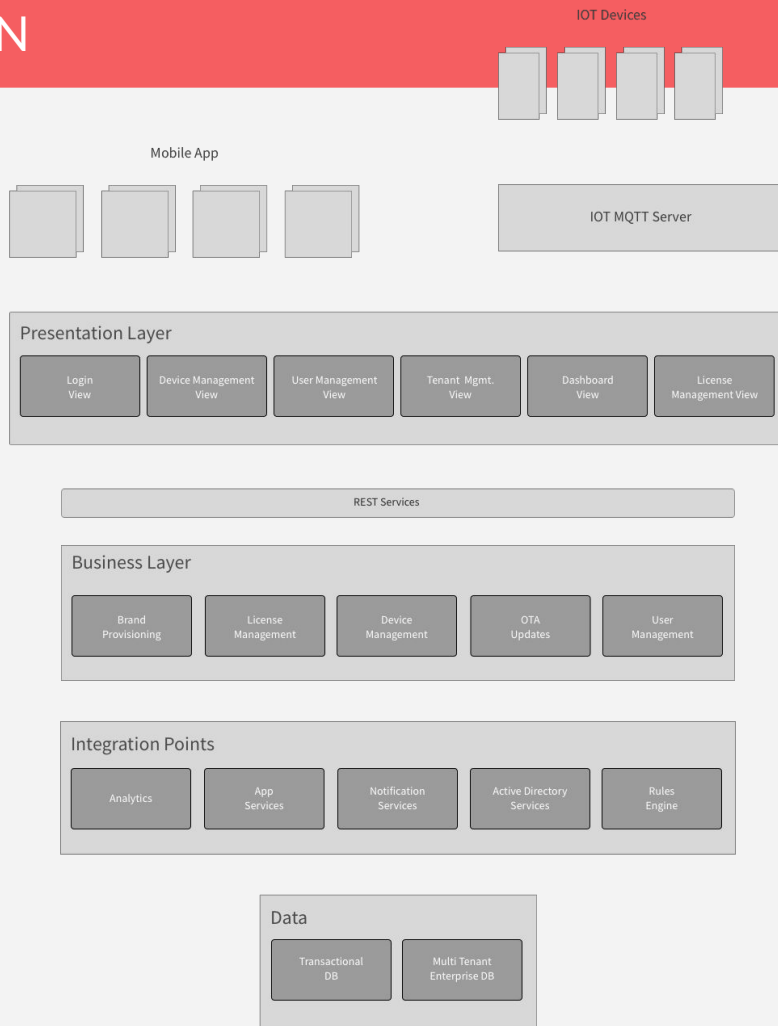 N
IOT Devices
Mobile App
IOT MQTT Server
Presentation Layer
Login
View
Device Management
View
User Management
View
Tenant Mgmt.
View
Dashboard
View
License
Management View
REST Services
Business Layer
Brand
Provisioning
License
Management
Device
Management
OTA
Updates
User
Management
Integration Points
Analytics
App
Services
Notification
Services
Active Directory
Services
Rules
Engine
Data
Transactional
DB
Multi Tenant
Enterprise DB